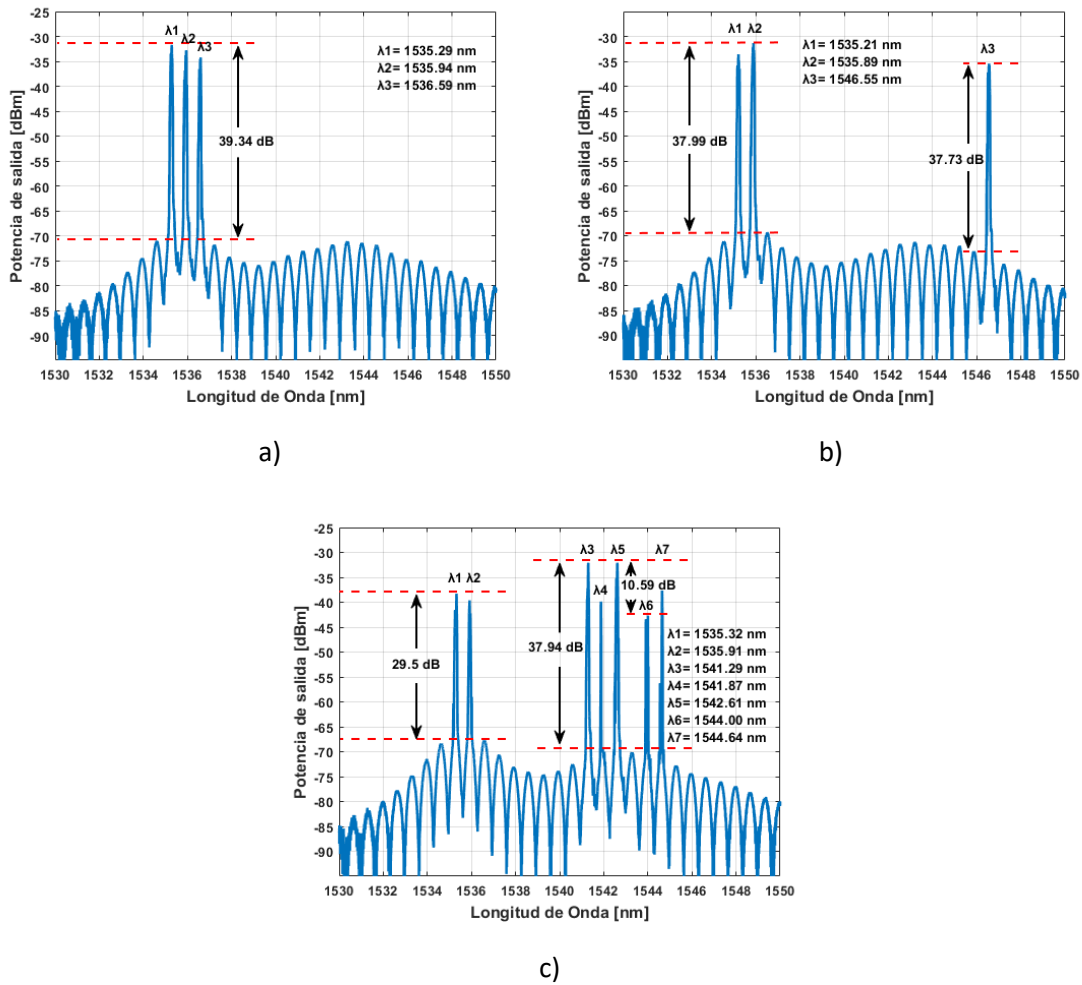 -25
-30
-35
-40
-45
-50
-55
-60
-65
-70
-75
-80
-85
-90
Potencia de salida [dBm]
λ1
λ2
λ3
λ1= 1535.29 nm
λ2= 1535.94 nm
λ3= 1536.59 nm
39.34 dB
1530 1532 1534 1536 1538 1540 1542 1544 1546 1548 1550
Longitud de Onda [nm]
a)
-25
-30
-35
-40
-45
-50
-55
-60
-65
-70
-75
-80
-85
-90
Potencia de salida [dBm]
λ1 λ2
λ1= 1535.21 nm
λ2= 1535.89 nm
λ3= 1546.55 nm
λ3
37.99 dB
37.73 dB
1530 1532 1534 1536 1538 1540 1542 1544 1546 1548 1550
Longitud de Onda [nm]
b)
-25
-30
-35
-40
-45
-50
-55
-60
-65
-70
-75
-80
-85
-90
Potencia de salida [dBm]
λ1 λ2
λ3 λ5 λ7
λ4
10.59 dB
λ6
29.5 dB
37.94 dB
λ1= 1535.32 nm
λ2= 1535.91 nm
λ3= 1541.29 nm
λ4= 1541.87 nm
λ5= 1542.61 nm
λ6= 1544.00 nm
λ7= 1544.64 nm
1530 1532 1534 1536 1538 1540 1542 1544 1546 1548 1550
Longitud de Onda [nm]
c)